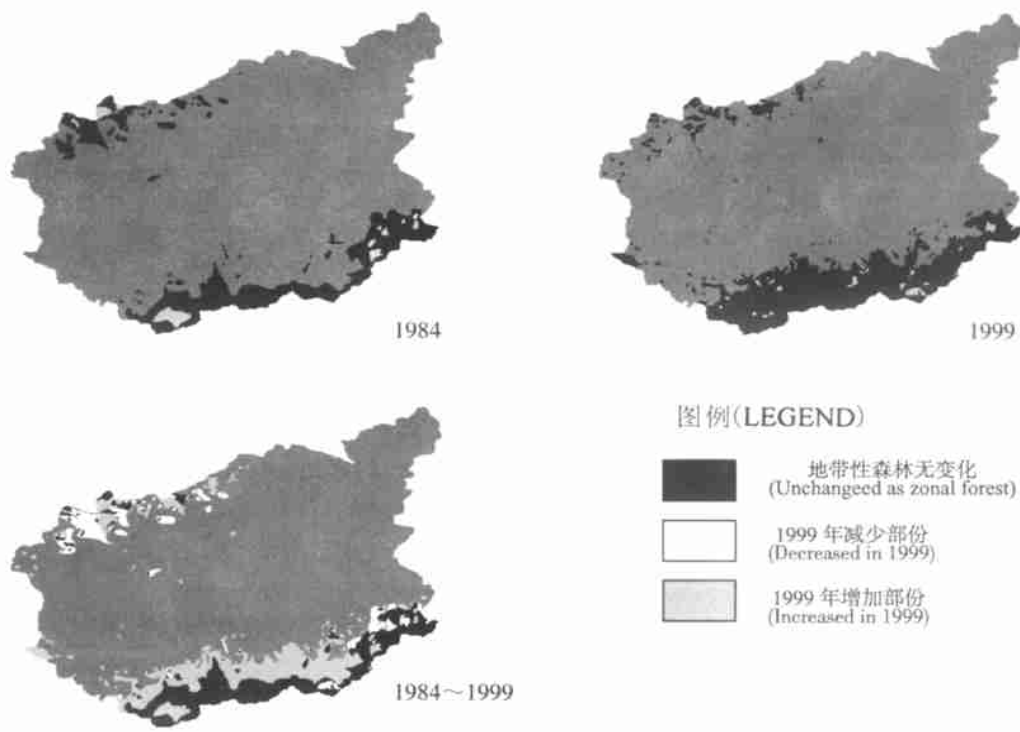 1984
1999
1984～1999
图例(LEGEND)
地带性森林无变化
(Unchangeed as zonal forest)
1999 年减少部份
(Decreased in 1999)
1999 年增加部份
(Increased in 1999)